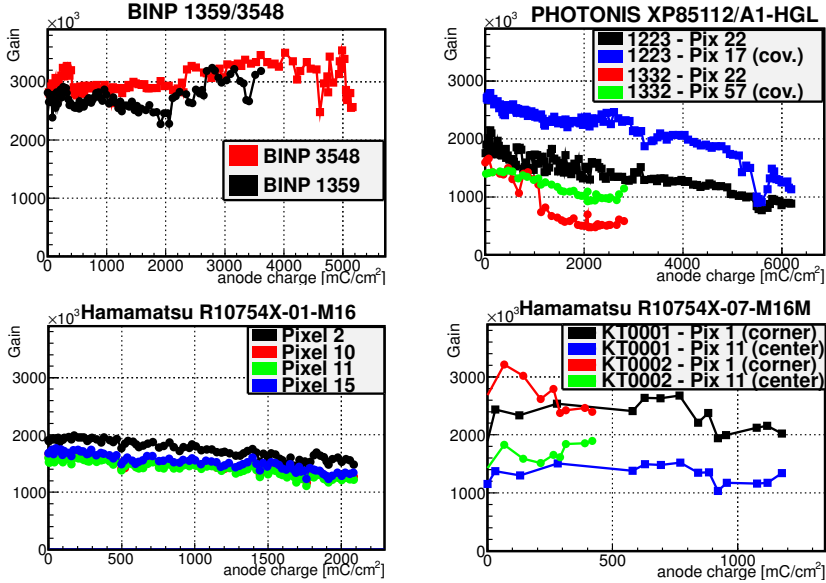 BINP 1359/3548
×10³
Gain
3000
2000
1000
0
BINP 3548
BINP 1359
0 1000 2000 3000 4000 5000
anode charge [mC/cm²]
PHOTONIS XP85112/A1-HGL
×10³
Gain
3000
2000
1000
0
1223 - Pix 22
1223 - Pix 17 (cov.)
1332 - Pix 22
1332 - Pix 57 (cov.)
0 2000 4000 6000
anode charge [mC/cm²]
Hamamatsu R10754X-01-M16
×10³
Gain
3000
2000
1000
0
Pixel 2
Pixel 10
Pixel 11
Pixel 15
0 500 1000 1500 2000
anode charge [mC/cm²]
Hamamatsu R10754X-07-M16M
×10³
Gain
3000
2000
1000
0
KT0001 - Pix 1 (corner)
KT0001 - Pix 11 (center)
KT0002 - Pix 1 (corner)
KT0002 - Pix 11 (center)
0 500 1000
anode charge [mC/cm²]